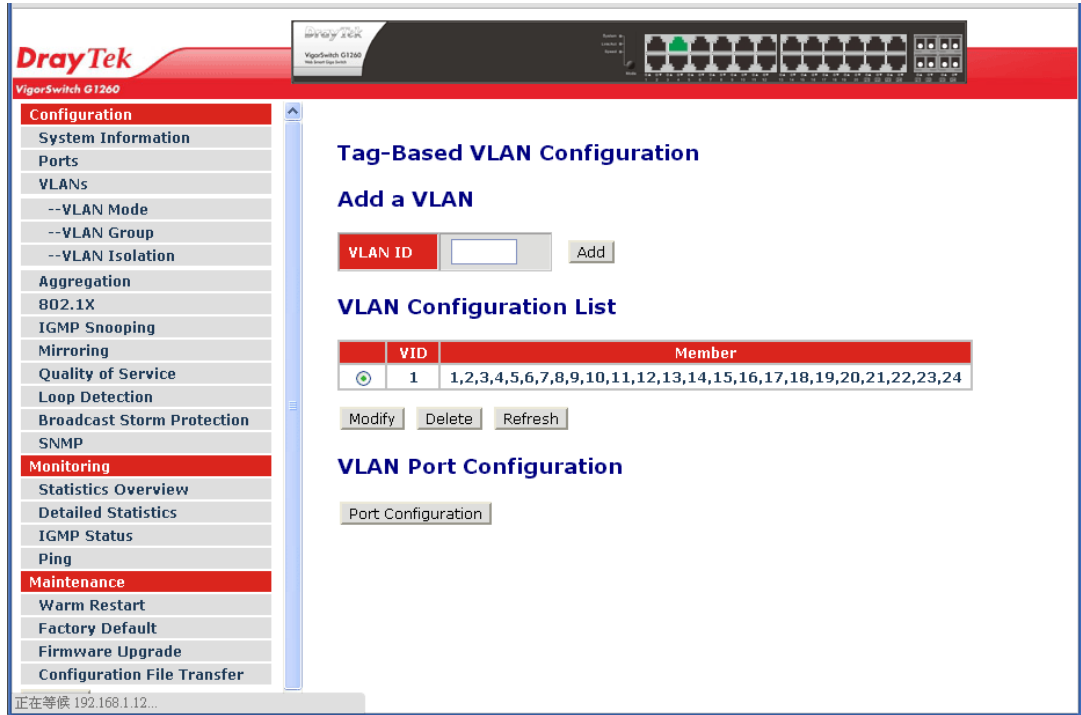 DrayTek
VigorSwitch G1260
DrayTek
VigorSwitch G1260
Configuration
System Information
Ports
VLANs
--VLAN Mode
--VLAN Group
--VLAN Isolation
Aggregation
802.1X
IGMP Snooping
Mirroring
Quality of Service
Loop Detection
Broadcast Storm Protection
SNMP
Monitoring
Statistics Overview
Detailed Statistics
IGMP Status
Ping
Maintenance
Warm Restart
Factory Default
Firmware Upgrade
Configuration File Transfer
正在等候 192.168.1.12...
Tag-Based VLAN Configuration
Add a VLAN
VLAN ID Add
VLAN Configuration List
VID Member
1 1,2,3,4,5,6,7,8,9,10,11,12,13,14,15,16,17,18,19,20,21,22,23,24
Modify Delete Refresh
VLAN Port Configuration
Port Configuration